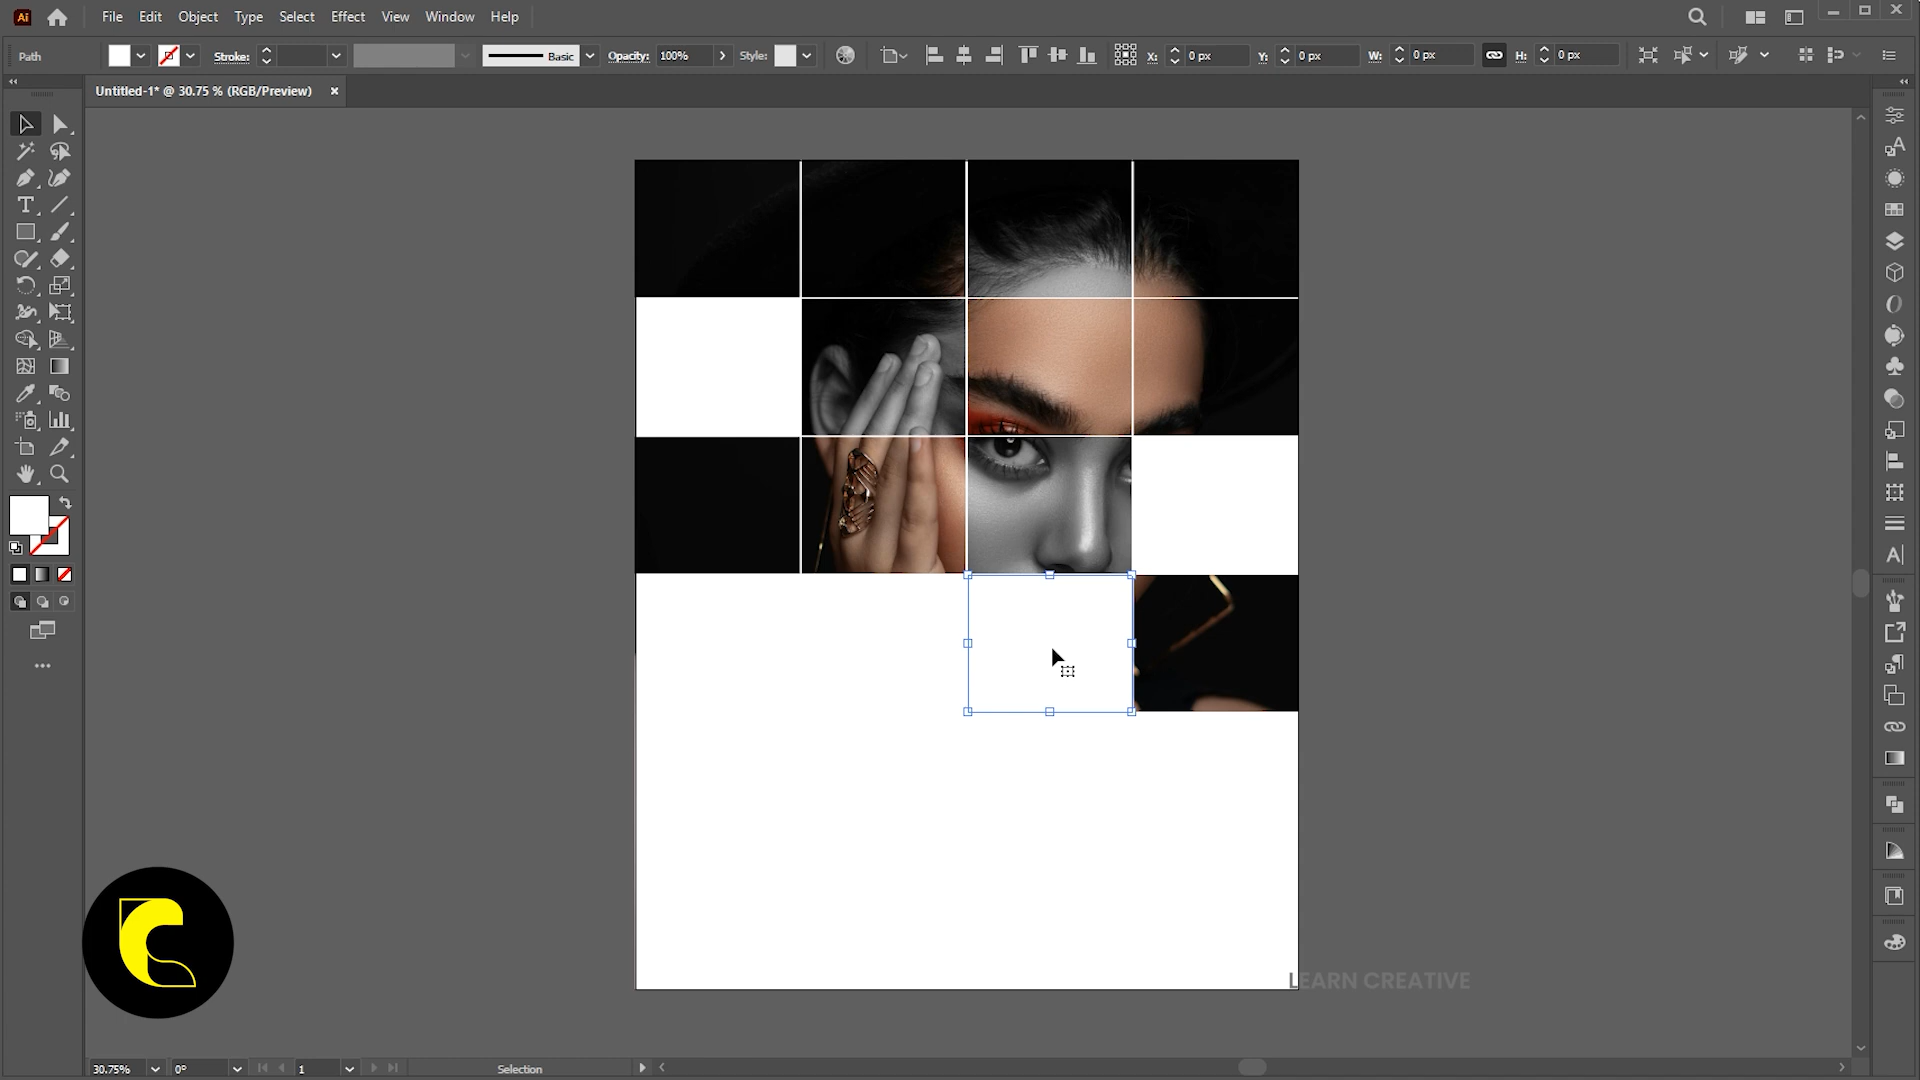 Ai File Edit Object Type Select Effect View Window Help
Path Stroke: Basic Opacity: 100% Style: X: 0 px Y: 0 px W: 0 px H: 0 px
Untitled-1* @ 30.75 % (RGB/Preview) ×
LEARN CREATIVE
30.75% 0° 1 Selection